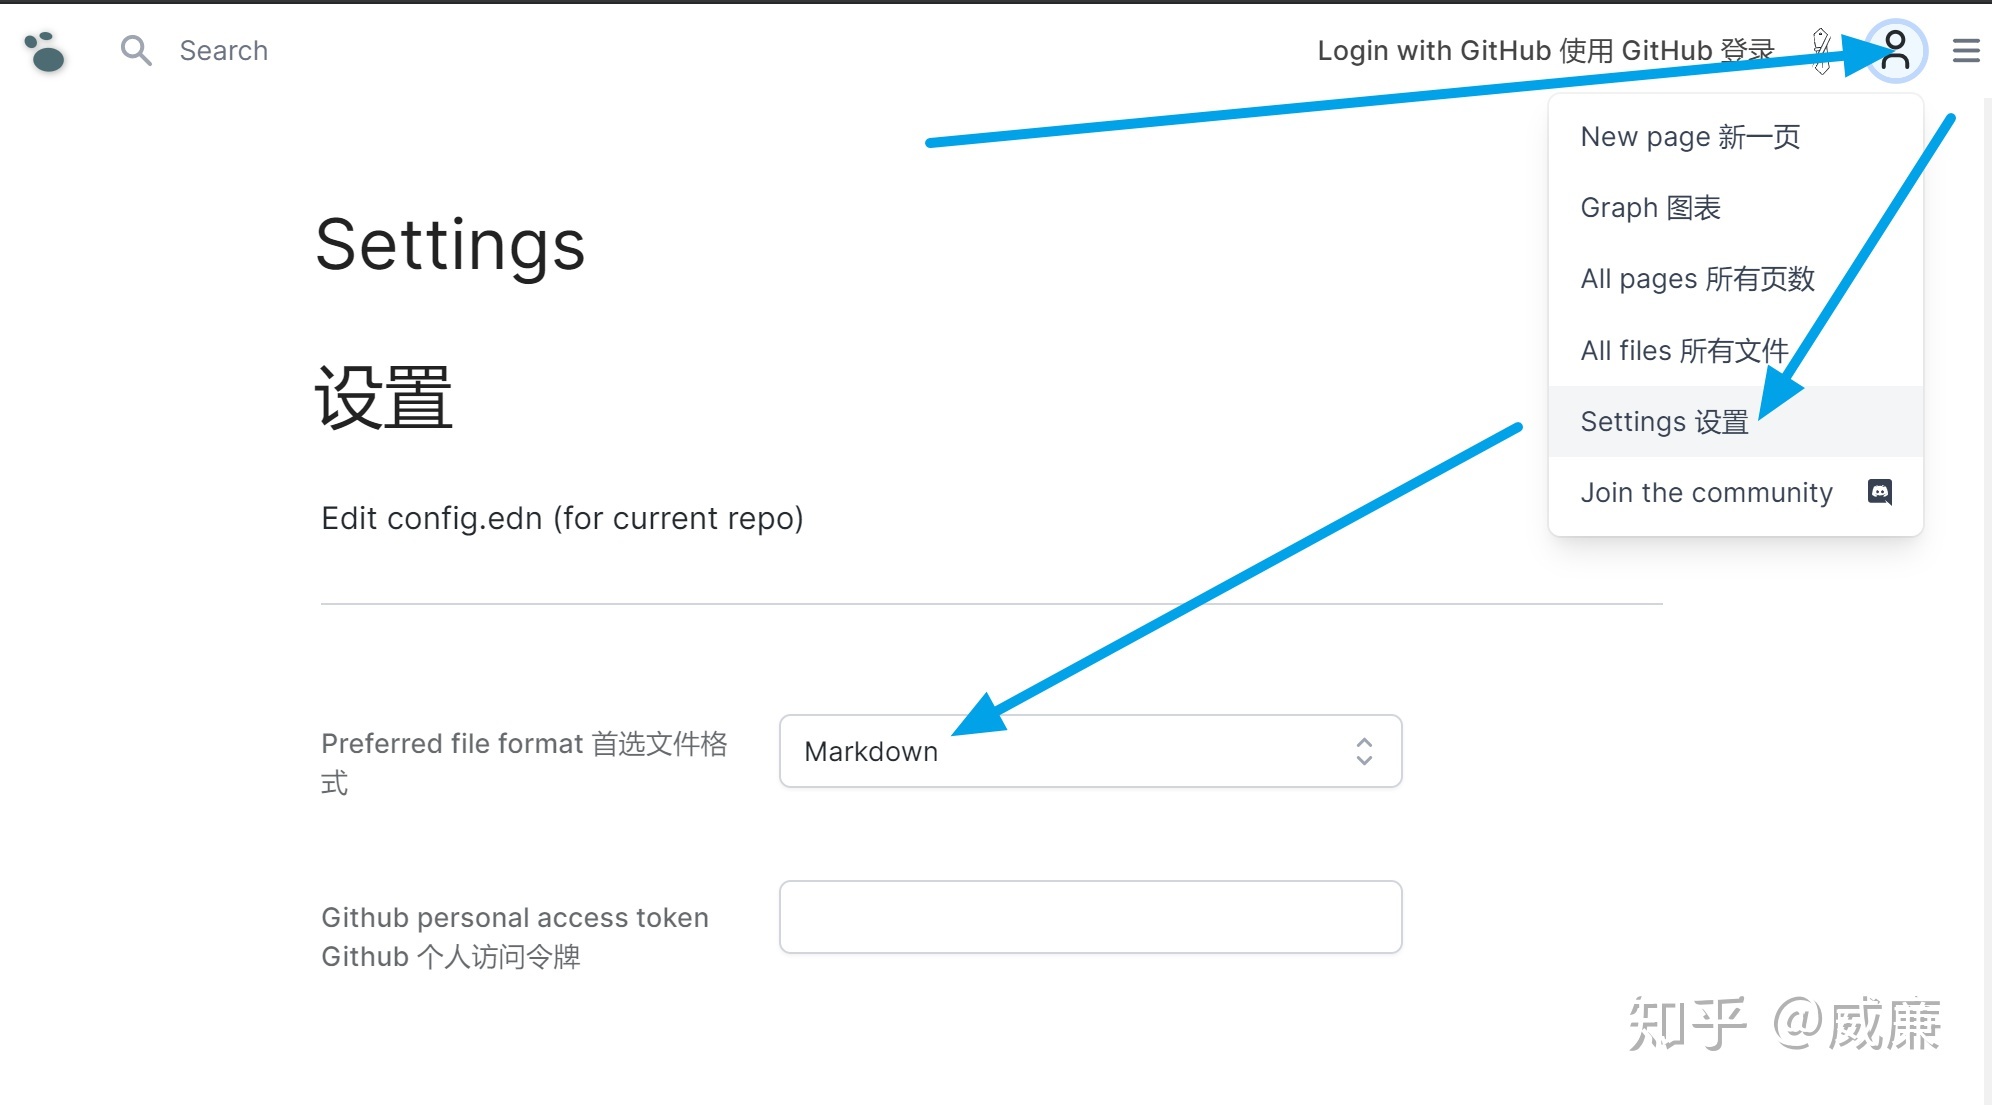 Search
Login with GitHub 使用 GitHub 登录
New page 新一页
Graph 图表
All pages 所有页数
All files 所有文件
Settings 设置
Join the community
Settings
设置
Edit config.edn (for current repo)
Preferred file format 首选文件格
式
Markdown
Github personal access token
Github 个人访问令牌
知乎 @威廉